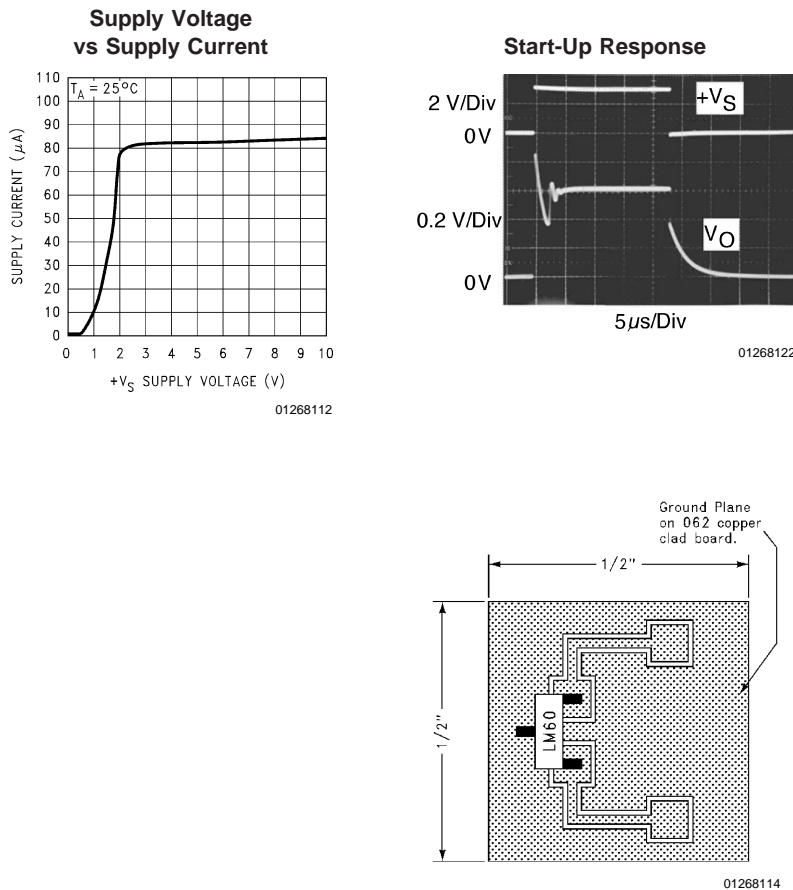 Supply Voltage
vs Supply Current
110
100
90
80
70
60
50
40
30
20
10
0
T_A = 25°C
SUPPLY CURRENT (µA)
0 1 2 3 4 5 6 7 8 9 10
+V_S SUPPLY VOLTAGE (V)
01268112
Start-Up Response
2 V/Div
0V
0.2 V/Div
0V
+V_S
V_O
5µs/Div
01268122
Ground Plane
on 062 copper
clad board.
1/2"
1/2"
LM60
01268114